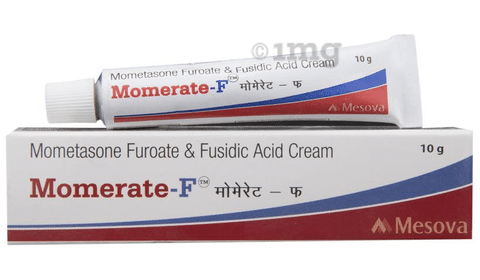 ©1mg
Mometasone Furoate & Fusidic Acid Cream 10 g
Momerate-F™ मोमेरेट - फ
Mesova
Mometasone Furoate & Fusidic Acid Cream 10 g
Momerate-F™ मोमेरेट - फ
Mesova